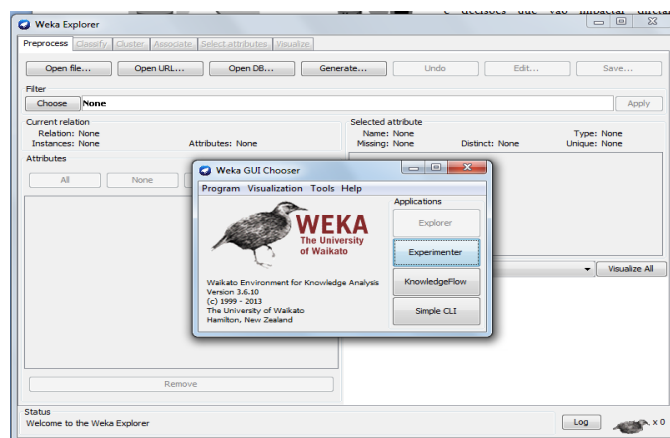 e decisões que vão impactar
Weka Explorer
Preprocess Classify Cluster Associate Select attributes Visualize
Open file... Open URL... Open DB... Generate... Undo Edit... Save...
Filter
Choose None Apply
Current relation
Relation: None
Instances: None Attributes: None
Selected attribute
Name: None Type: None
Missing: None Distinct: None Unique: None
Attributes
All None
Visualize All
Remove
Status
Welcome to the Weka Explorer
Log x 0
Weka GUI Chooser
Program Visualization Tools Help
WEKA
The University
of Waikato
Waikato Environment for Knowledge Analysis
Version 3.6.10
(c) 1999 - 2013
The University of Waikato
Hamilton, New Zealand
Applications
Explorer
Experimenter
KnowledgeFlow
Simple CLI